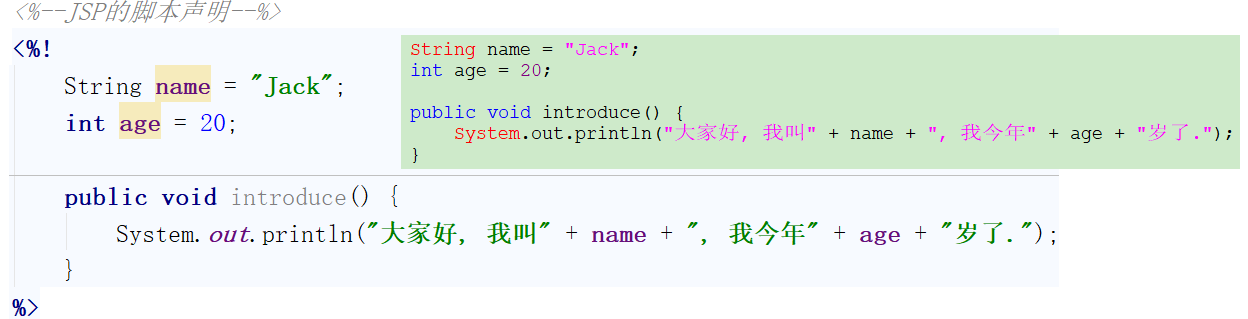 <%--JSP的脚本声明--%>
<%!
String name = "Jack";
int age = 20;
public void introduce() {
System.out.println("大家好, 我叫" + name + ", 我今年" + age + "岁了.");
}
%>
String name = "Jack";
int age = 20;
public void introduce() {
System.out.println("大家好, 我叫" + name + ", 我今年" + age + "岁了.");
}